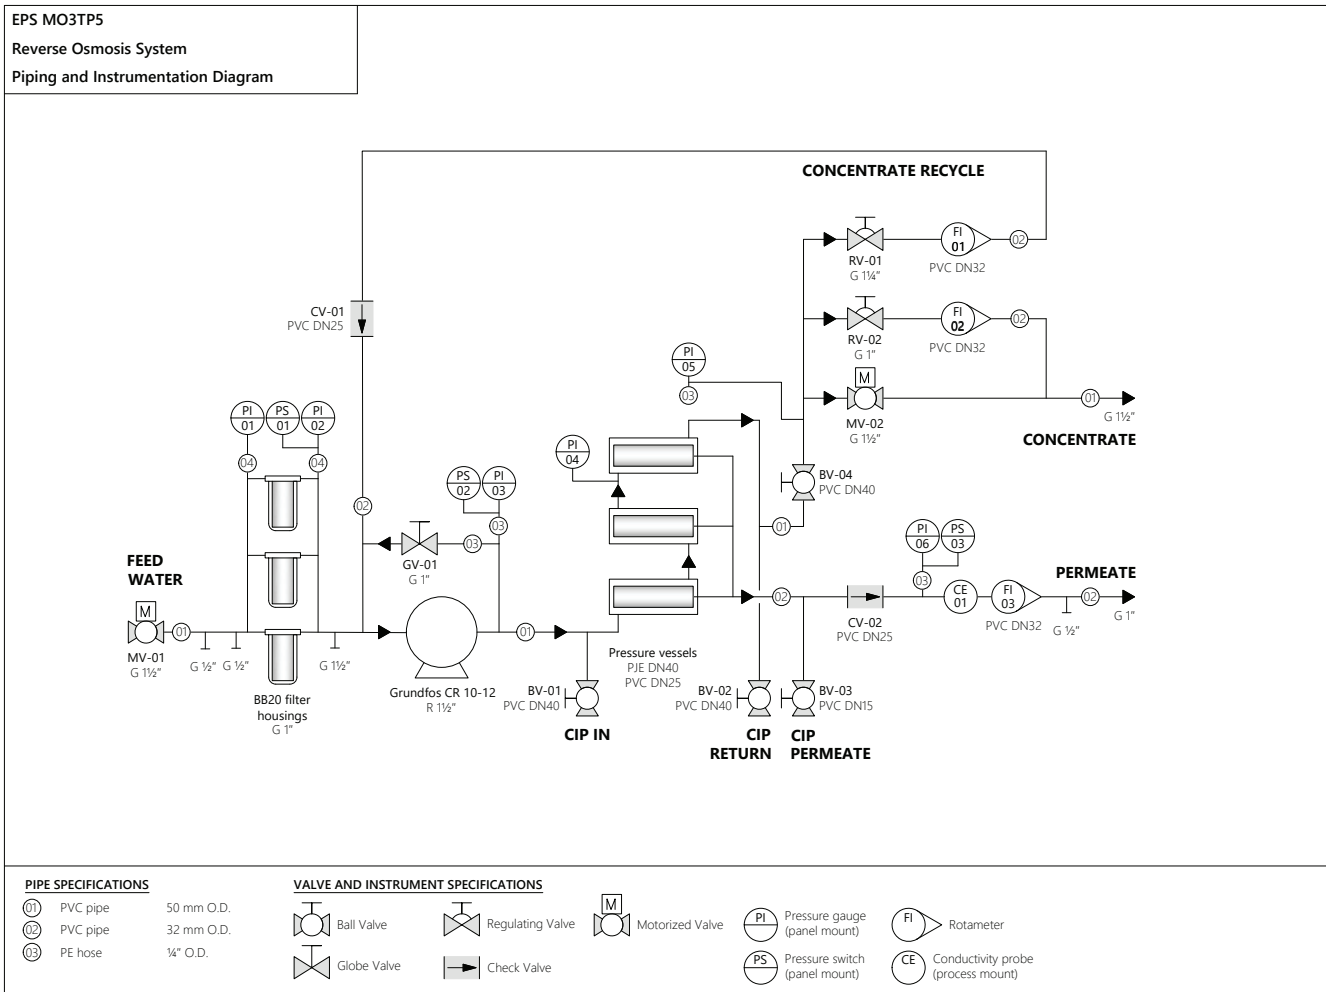 EPS MO3TP5
Reverse Osmosis System
Piping and Instrumentation Diagram
CONCENTRATE RECYCLE
FI
01
02
RV-01
G 1¼"
PVC DN32
CV-01
PVC DN25
FI
02
02
RV-02
G 1"
PVC DN32
PI
05
03
M
01
MV-02
G 1½"
G 1½"
CONCENTRATE
PI
01
PS
01
PI
02
04
04
PI
04
BV-04
PVC DN40
PS
02
PI
03
02
03
01
03
GV-01
G 1"
PI
06
PS
03
03
FEED
WATER
PERMEATE
M
01
MV-01
G 1½"
G ½"
G ½"
G 1½"
01
02
CE
01
FI
03
02
CV-02
PVC DN25
PVC DN32
G ½"
G 1"
BB20 filter
housings
G 1"
Grundfos CR 10-12
R 1½"
Pressure vessels
PJE DN40
PVC DN25
BV-01
PVC DN40
BV-02
PVC DN40
BV-03
PVC DN15
CIP IN
CIP
RETURN
CIP
PERMEATE
PIPE SPECIFICATIONS
01 PVC pipe 50 mm O.D.
02 PVC pipe 32 mm O.D.
03 PE hose ¼" O.D.
VALVE AND INSTRUMENT SPECIFICATIONS
Ball Valve
Globe Valve
Regulating Valve
Check Valve
M
Motorized Valve
PI
Pressure gauge
(panel mount)
PS
Pressure switch
(panel mount)
FI
Rotameter
CE
Conductivity probe
(process mount)